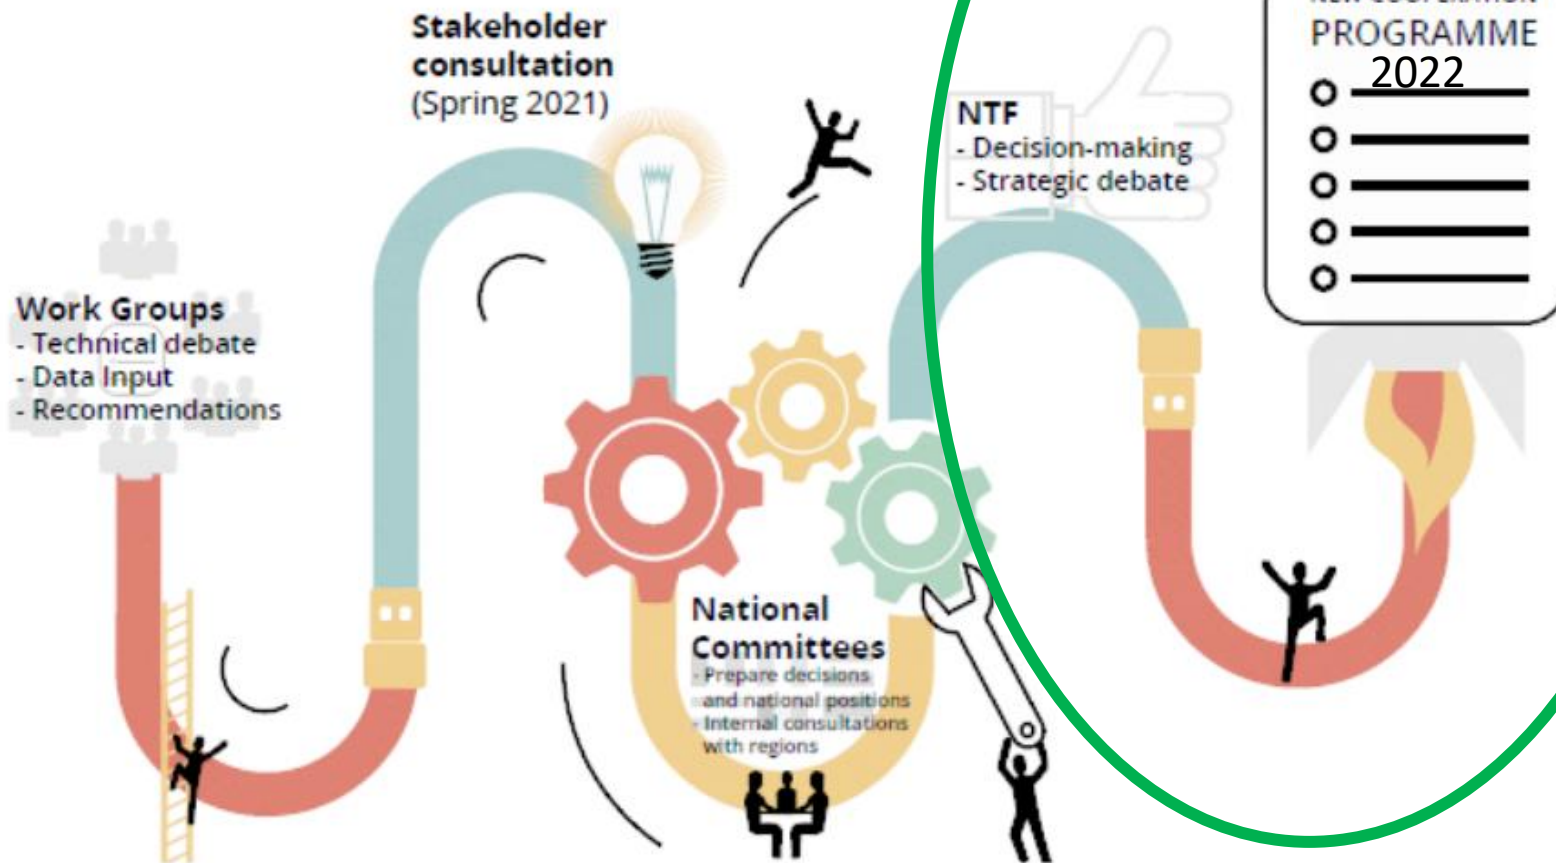 Stakeholder
consultation
(Spring 2021)
Work Groups
- Technical debate
- Data Input
- Recommendations
National
Committees
- Prepare decisions
and national positions
- Internal consultations
with regions
NTF
- Decision-making
- Strategic debate
PROGRAMME
2022